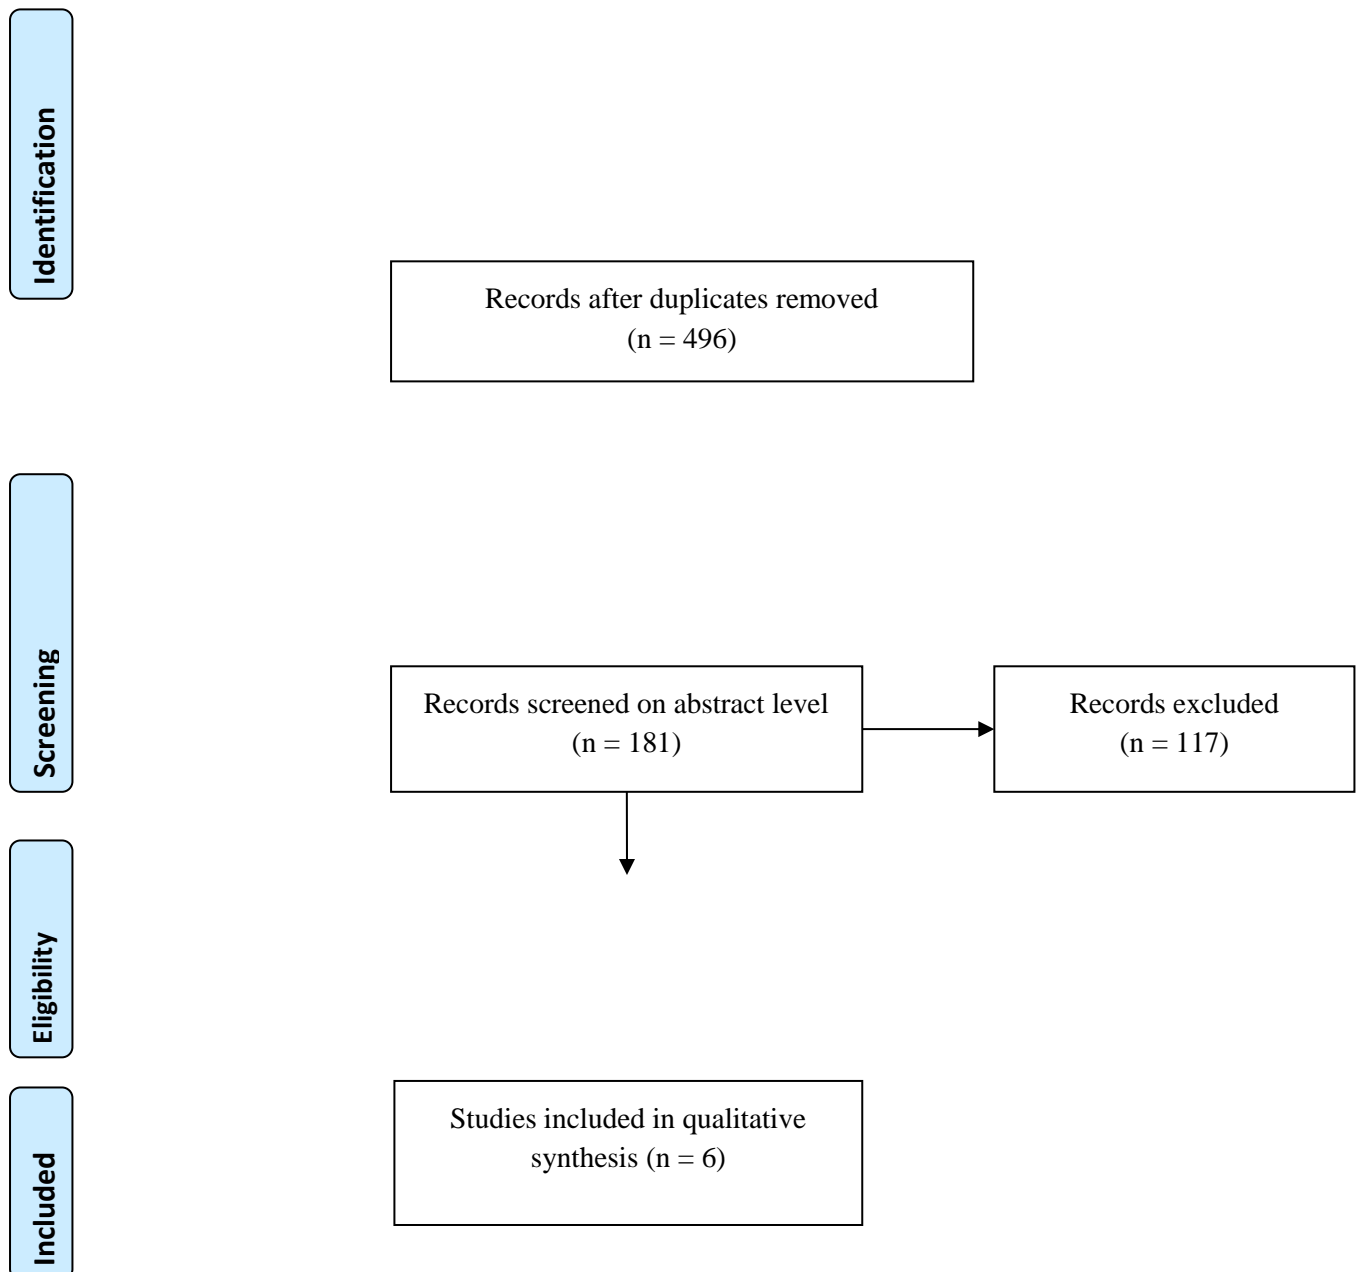 Identification
Records after duplicates removed
(n = 496)
Screening
Records screened on abstract level
(n = 181)
Records excluded
(n = 117)
Eligibility
Studies included in qualitative
synthesis (n = 6)
Included